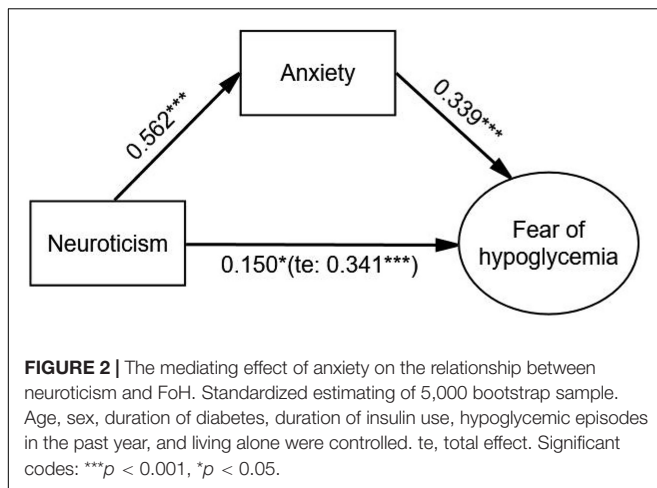 Anxiety
0.562***
0.339***
Neuroticism
Fear of
hypoglycemia
0.150*(te: 0.341***)
FIGURE 2 | The mediating effect of anxiety on the relationship between
neuroticism and FoH. Standardized estimating of 5,000 bootstrap sample.
Age, sex, duration of diabetes, duration of insulin use, hypoglycemic episodes
in the past year, and living alone were controlled. te, total effect. Significant
codes: ***p < 0.001, *p < 0.05.